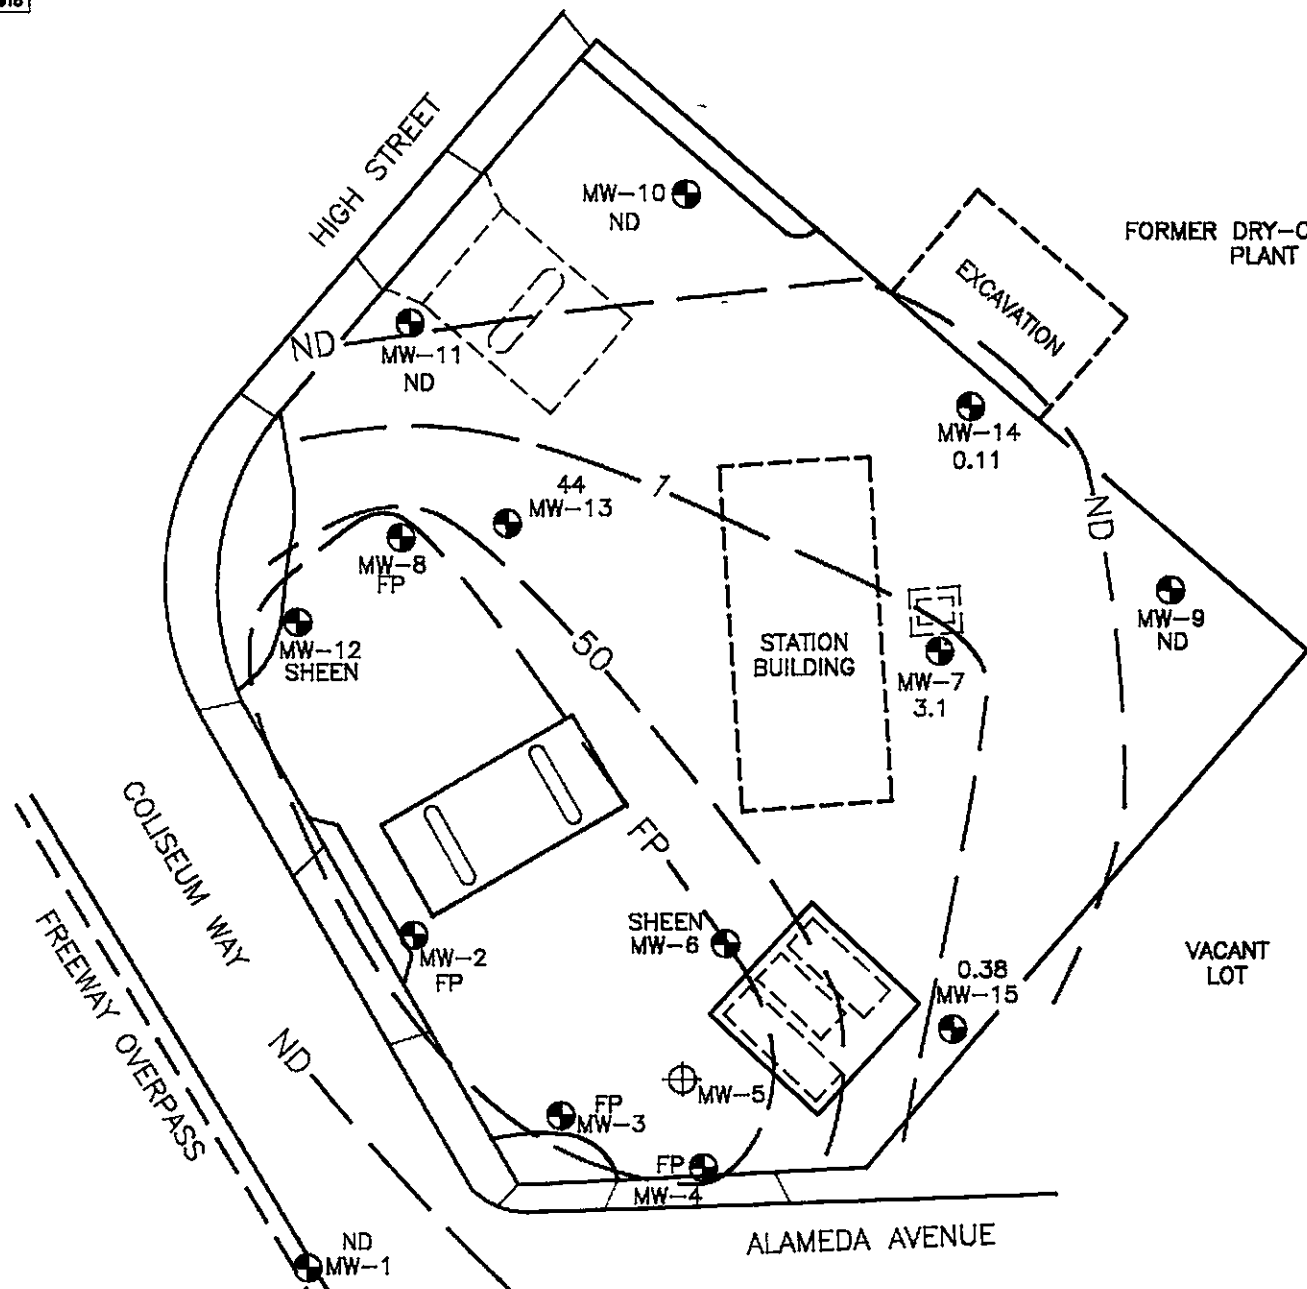 HIGH STREET
MW-10
ND
FORMER DRY-C
PLANT
EXCAVATION
ND
MW-11
ND
MW-14
0.11
44
MW-13
1
ND
MW-8
FP
MW-9
ND
MW-12
SHEEN
50
STATION
BUILDING
MW-7
3.1
COLISEUM WAY
FP
FREEWAY OVERPASS
SHEEN
MW-6
MW-2
FP
VACANT
LOT
0.38
MW-15
ND
MW-5
FP
MW-3
FP
MW-4
ND
MW-1
ALAMEDA AVENUE